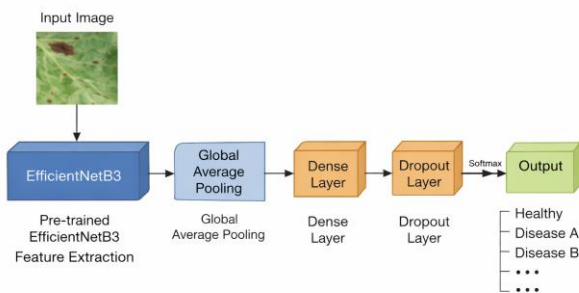 Input Image
EfficientNetB3
Pre-trained
EfficientNetB3
Feature Extraction
Global
Average
Pooling
Global
Average Pooling
Dense
Layer
Dense
Layer
Dropout
Layer
Dropout
Layer
Softmax
Output
Healthy
Disease A
Disease B
•••
•••